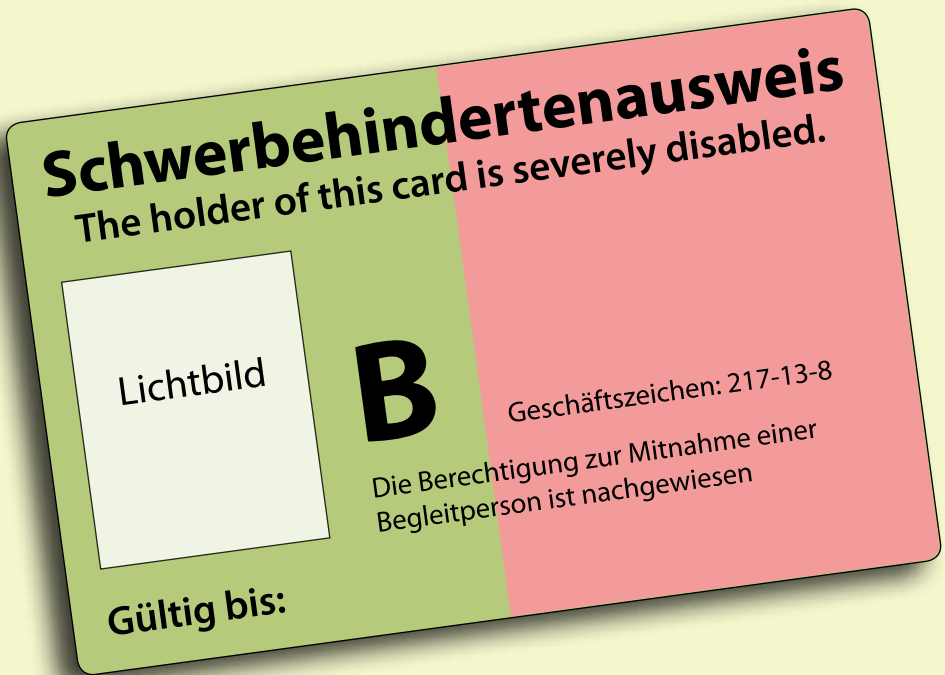 Schwerbehindertenausweis
The holder of this card is severely disabled.
Lichtbild
B
Geschäftszeichen: 217-13-8
Die Berechtigung zur Mitnahme einer
Begleitperson ist nachgewiesen
Gültig bis: